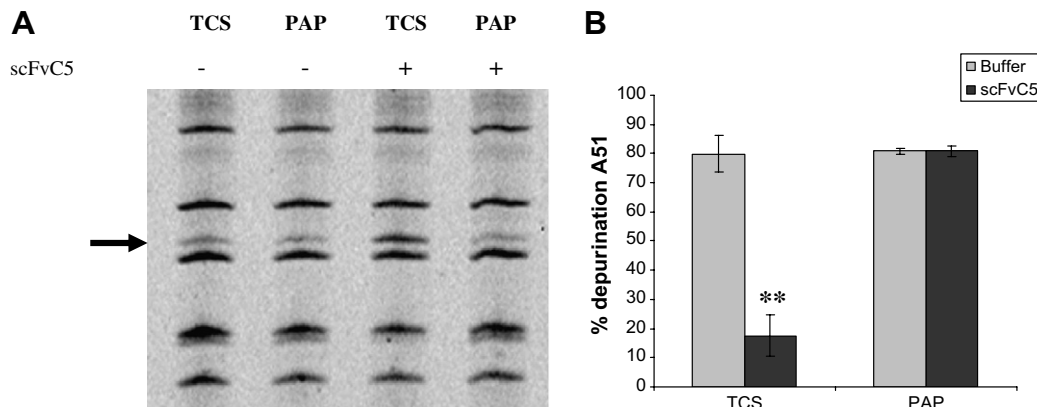 A
TCS PAP TCS PAP
scFvC5 - - + +
B
Buffer
scFvC5
% depurination A51
100
90
80
70
60
50
40
30
20
10
0
**
TCS PAP